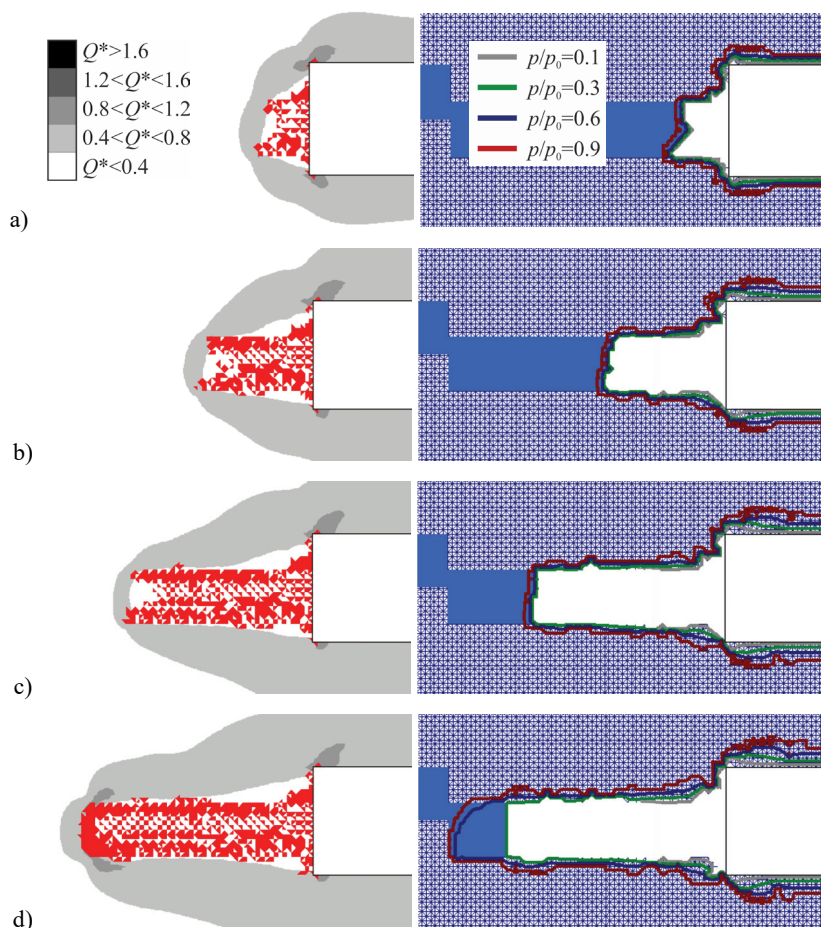 Q*>1.6
1.2<Q*<1.6
0.8<Q*<1.2
0.4<Q*<0.8
Q*<0.4
p/p₀=0.1
p/p₀=0.3
p/p₀=0.6
p/p₀=0.9
a)
b)
c)
d)